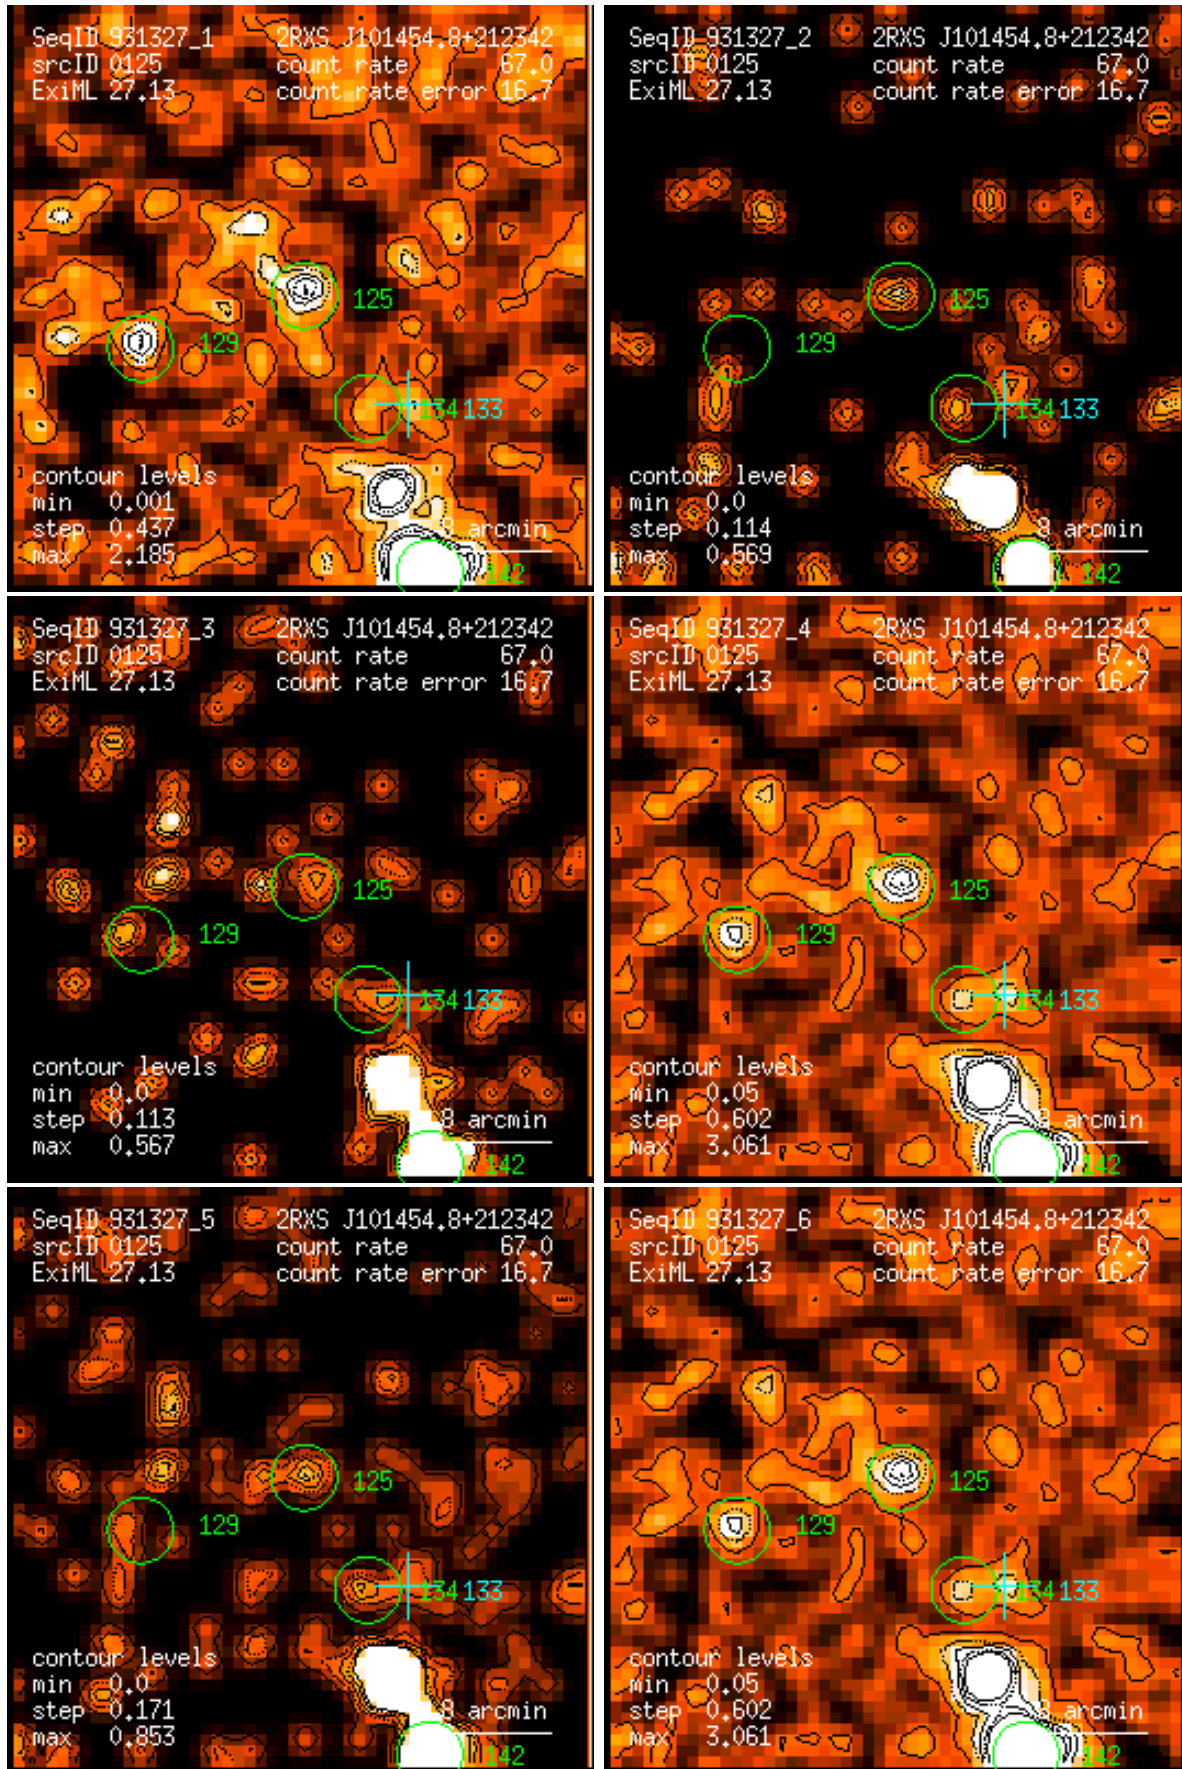 SeqID 931327_1 2RXS J101454.8+212342
srcID 0125 count rate 67.0
ExiML 27.13 count rate error 16.7
125
129
134 133
contour levels
min 0.001
step 0.437 8 arcmin
max 2.185
142
SeqID 931327_2 2RXS J101454.8+212342
srcID 0125 count rate 67.0
ExiML 27.13 count rate error 16.7
125
129
134 133
contour levels
min 0.0
step 0.114 8 arcmin
max 0.569
142
SeqID 931327_3 2RXS J101454.8+212342
srcID 0125 count rate 67.0
ExiML 27.13 count rate error 16.7
125
129
134 133
contour levels
min 0.0
step 0.113 8 arcmin
max 0.567
142
SeqID 931327_4 2RXS J101454.8+212342
srcID 0125 count rate 67.0
ExiML 27.13 count rate error 16.7
125
129
134 133
contour levels
min 0.05
step 0.602 8 arcmin
max 3.061
142
SeqID 931327_5 2RXS J101454.8+212342
srcID 0125 count rate 67.0
ExiML 27.13 count rate error 16.7
125
129
134 133
contour levels
min 0.0
step 0.171 8 arcmin
max 0.853
142
SeqID 931327_6 2RXS J101454.8+212342
srcID 0125 count rate 67.0
ExiML 27.13 count rate error 16.7
125
129
134 133
contour levels
min 0.05
step 0.602 8 arcmin
max 3.061
142